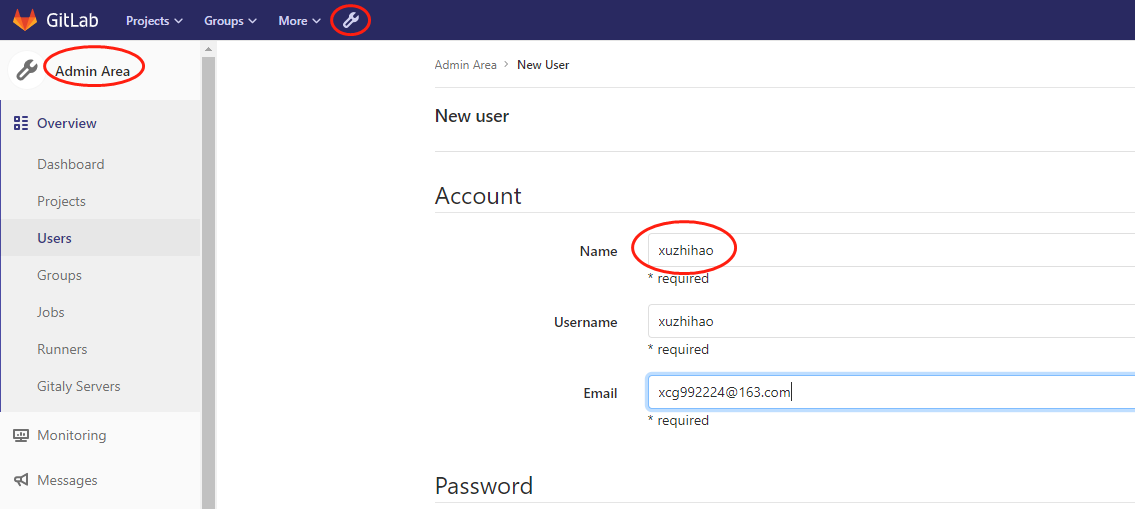 GitLab Projects Groups More
Admin Area
Admin Area › New User
Overview
New user
Dashboard
Projects
Account
Users
Name xuzhihao
* required
Groups
Jobs
Username xuzhihao
* required
Runners
Gitaly Servers
Email xcg992224@163.com
* required
Monitoring
Messages
Password